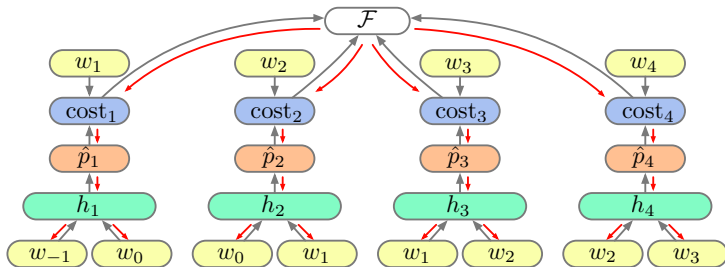 𝓕
w₁ w₂ w₃ w₄
cost₁ cost₂ cost₃ cost₄
p̂₁ p̂₂ p̂₃ p̂₄
h₁ h₂ h₃ h₄
w₋₁ w₀ w₀ w₁ w₁ w₂ w₂ w₃